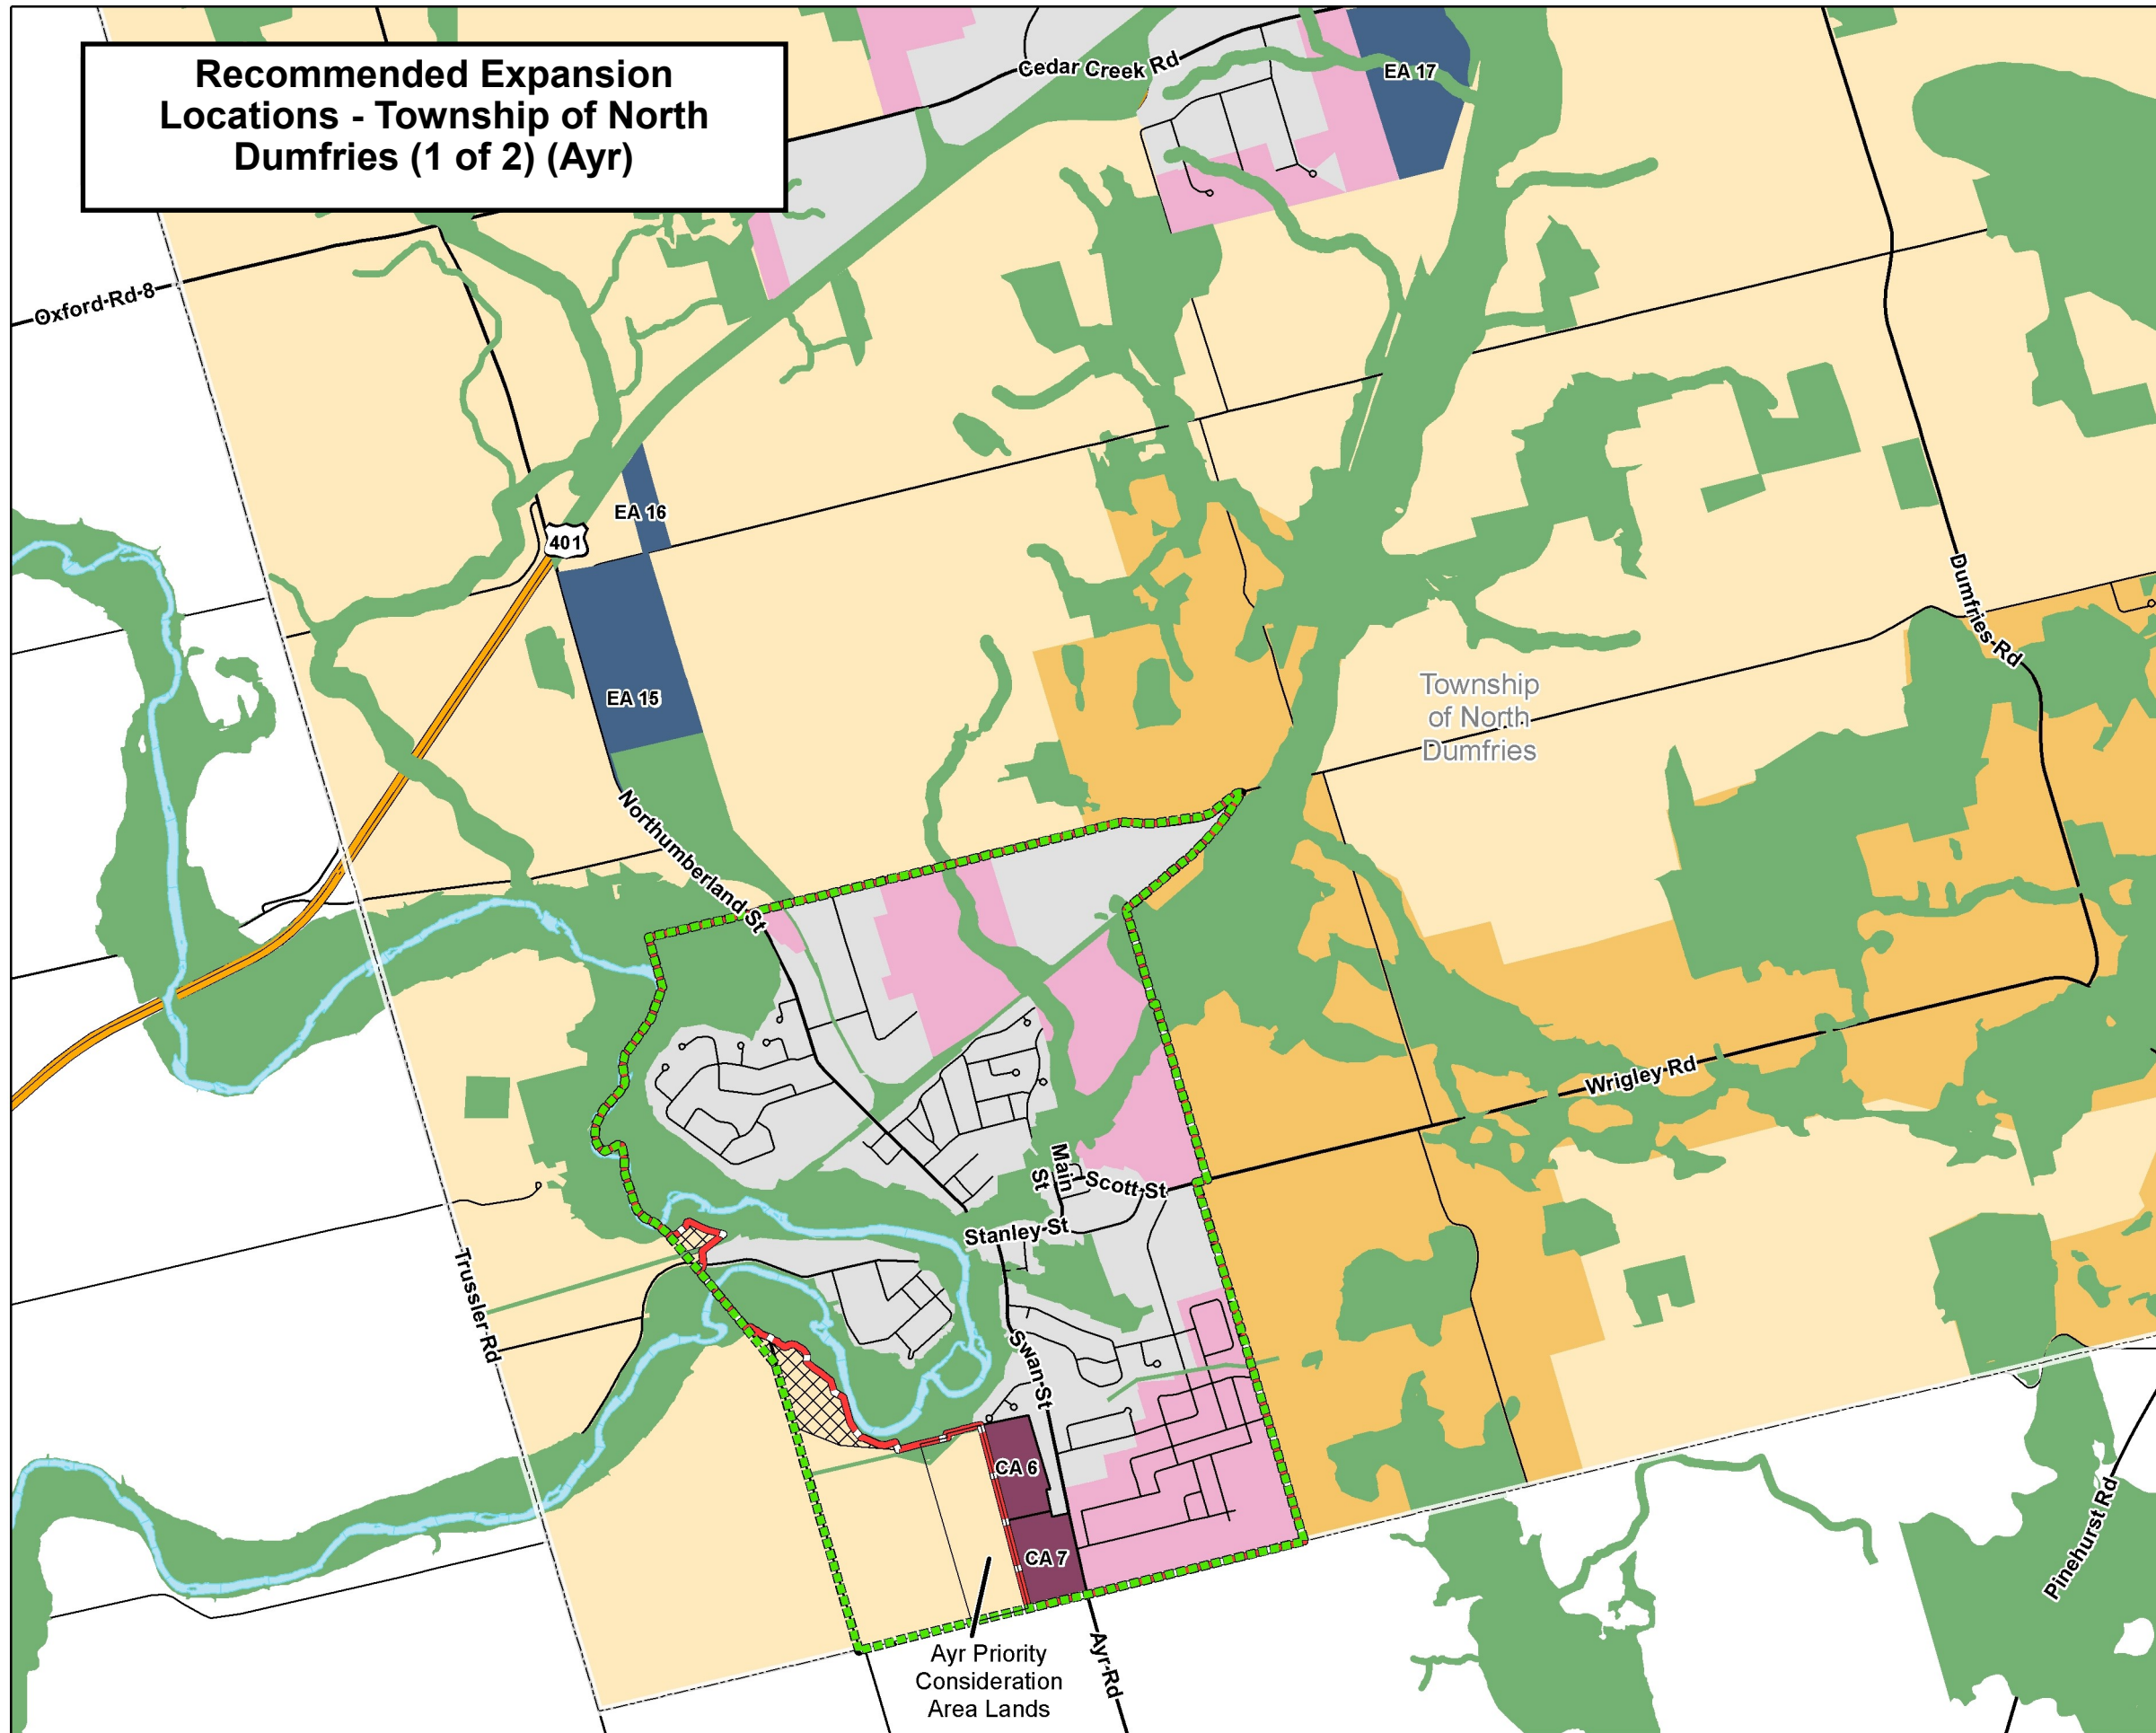 Recommended Expansion
Locations - Township of North
Dumfries (1 of 2) (Ayr)
Cedar Creek Rd
EA 17
Oxford Rd 8
EA 16
401
EA 15
Dumfries Rd
Township
of North
Dumfries
Northumberland St
Wrigley Rd
Main
St
Scott St
Stanley St
Trussler Rd
Swan St
CA 6
CA 7
Pinehurst Rd
Ayr Rd
Ayr Priority
Consideration
Area Lands